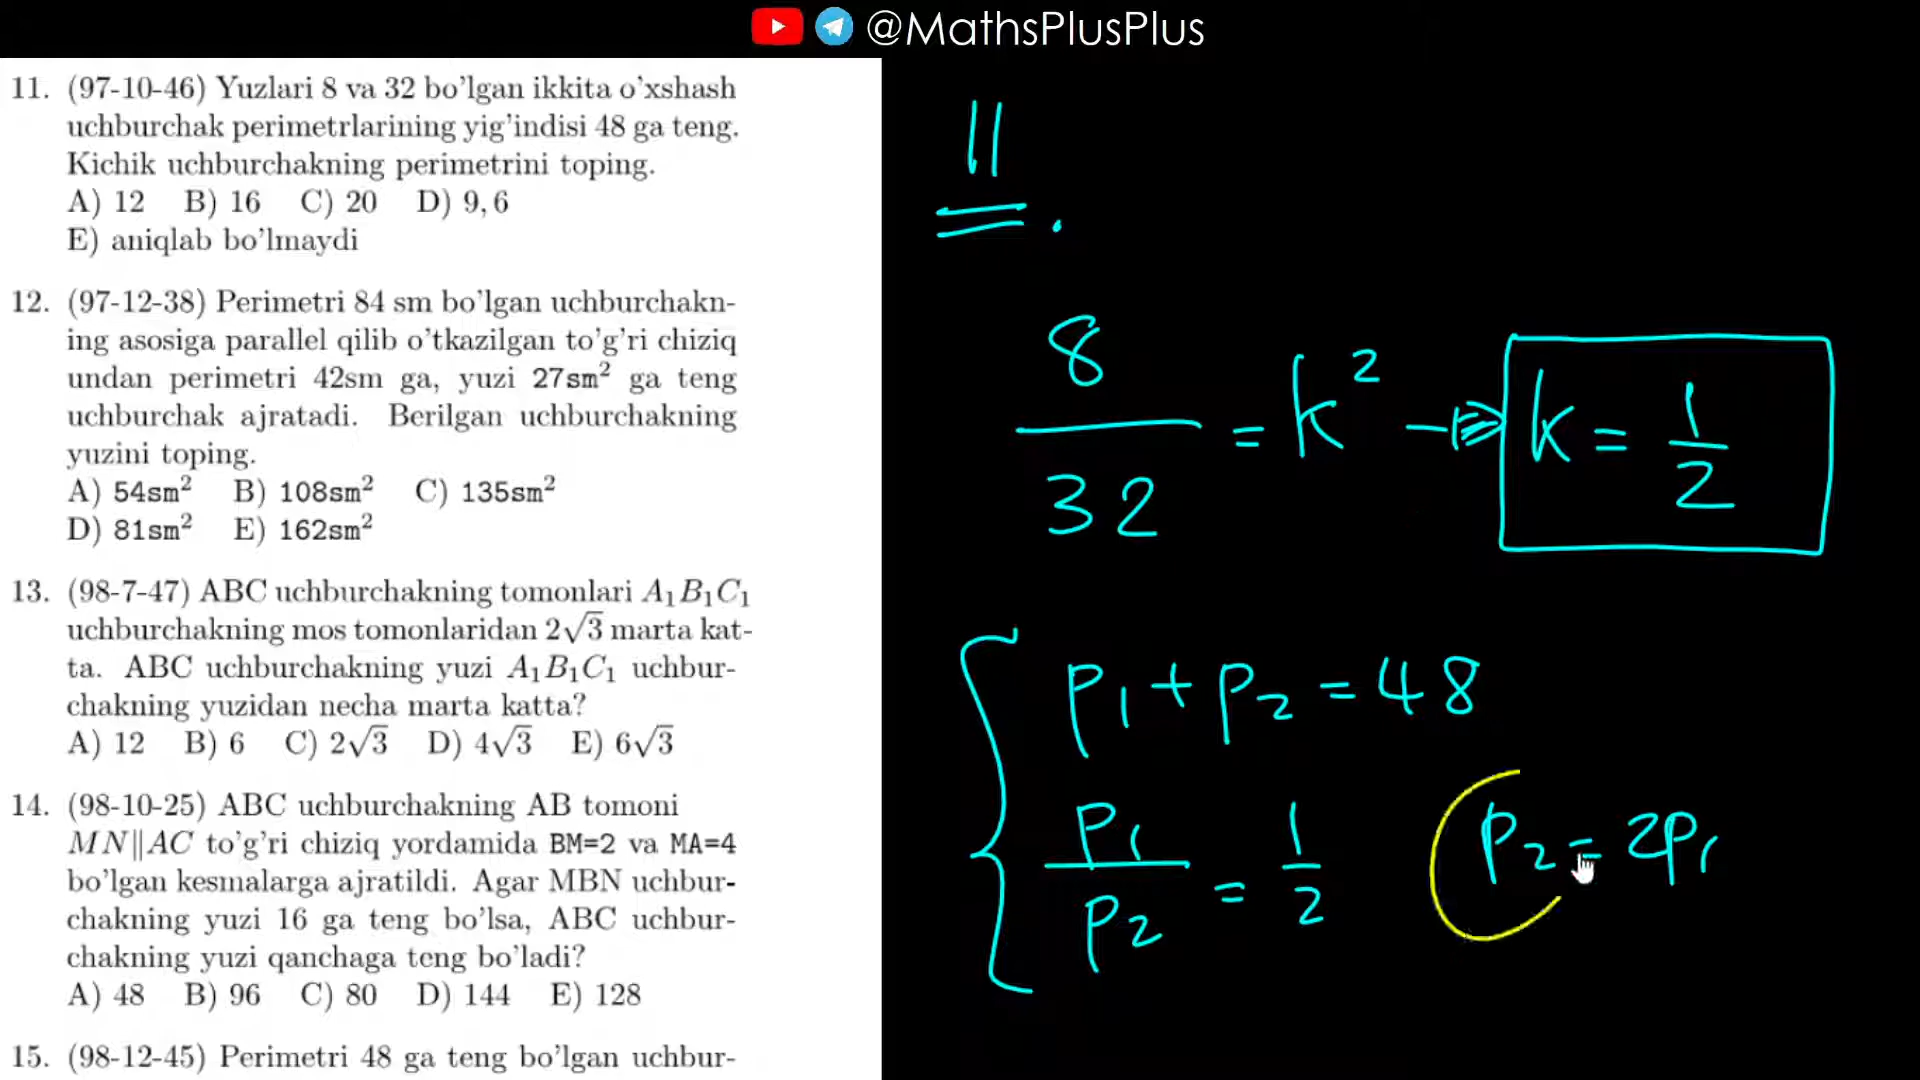 @MathsPlusPlus
11. (97-10-46) Yuzlari 8 va 32 bo'lgan ikkita o'xshash
uchburchak perimetrlarining yig'indisi 48 ga teng.
Kichik uchburchakning perimetrini toping.
A) 12 B) 16 C) 20 D) 9, 6
E) aniqlab bo'lmaydi
12. (97-12-38) Perimetri 84 sm bo'lgan uchburchakn-
ing asosiga parallel qilib o'tkazilgan to'g'ri chiziq
undan perimetri 42sm ga, yuzi 27sm² ga teng
uchburchak ajratadi. Berilgan uchburchakning
yuzini toping.
A) 54sm² B) 108sm² C) 135sm²
D) 81sm² E) 162sm²
13. (98-7-47) ABC uchburchakning tomonlari A₁B₁C₁
uchburchakning mos tomonlaridan 2√3 marta kat-
ta. ABC uchburchakning yuzi A₁B₁C₁ uchbur-
chakning yuzidan necha marta katta?
A) 12 B) 6 C) 2√3 D) 4√3 E) 6√3
14. (98-10-25) ABC uchburchakning AB tomoni
MN∥AC to'g'ri chiziq yordamida BM=2 va MA=4
bo'lgan kesmalarga ajratildi. Agar MBN uchbur-
chakning yuzi 16 ga teng bo'lsa, ABC uchbur-
chakning yuzi qanchaga teng bo'ladi?
A) 48 B) 96 C) 80 D) 144 E) 128
15. (98-12-45) Perimetri 48 ga teng bo'lgan uchbur-
11.
8/32 = k² → k = 1/2
P₁ + P₂ = 48
P₁/P₂ = 1/2 P₂ = 2P₁